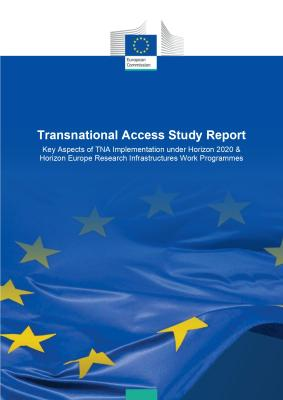 European
Commission
Transnational Access Study Report
Key Aspects of TNA Implementation under Horizon 2020 &
Horizon Europe Research Infrastructures Work Programmes